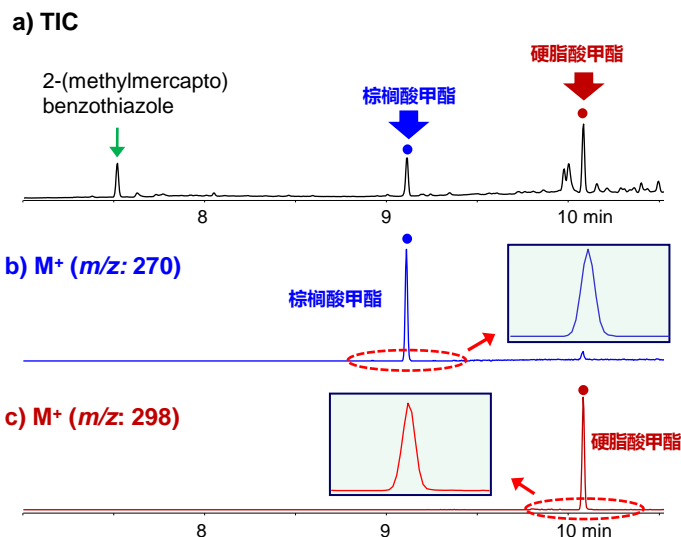 a) TIC
2-(methylmercapto)
benzothiazole
棕榈酸甲酯
硬脂酸甲酯
8
9
10 min
b) M⁺ (m/z: 270)
棕榈酸甲酯
c) M⁺ (m/z: 298)
硬脂酸甲酯
8
9
10 min